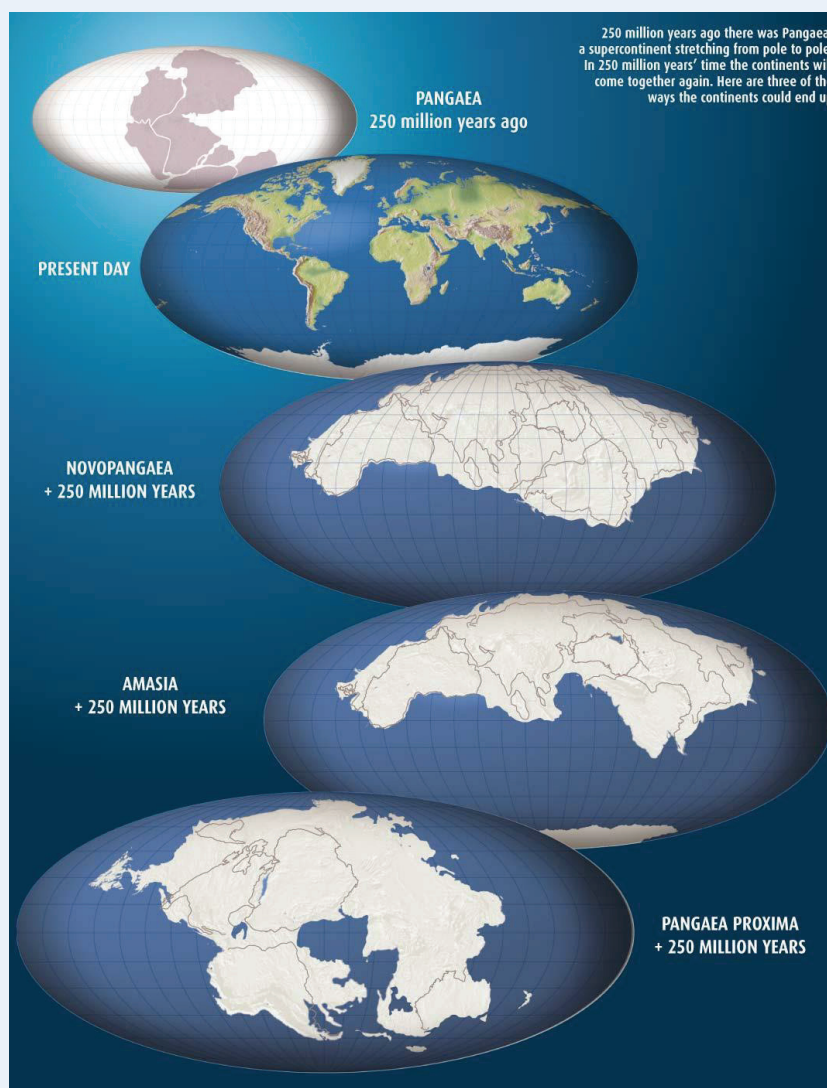 250 million years ago there was Pangaea
a supercontinent stretching from pole to pole
In 250 million years' time the continents
come together again. Here are three of
ways the continents could end
PANGAEA
250 million years ago
PRESENT DAY
NOVOPANGAEA
+ 250 MILLION YEARS
AMASIA
+ 250 MILLION YEARS
PANGAEA PROXIMA
+ 250 MILLION YEARS